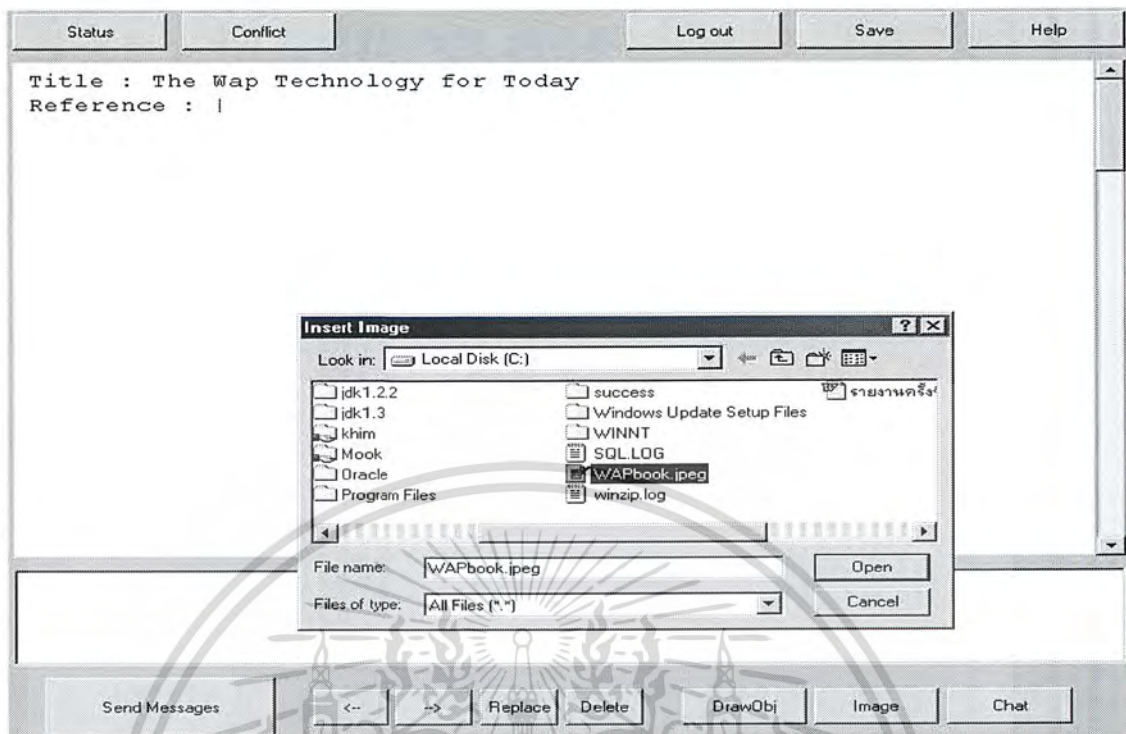 Status Conflict Log out Save Help
Title : The Wap Technology for Today
Reference : |
Insert Image
Look in: Local Disk (C:)
jdk1.2.2 success รายงานครั้ง
jdk1.3 Windows Update Setup Files
khim WINNT
Mook SQL.LOG
Oracle WAPbook.jpeg
Program Files winzip.log
File name: WAPbook.jpeg Open
Files of type: All Files (*.*) Cancel
Send Messages <-- --> Replace Delete DrawObj Image Chat